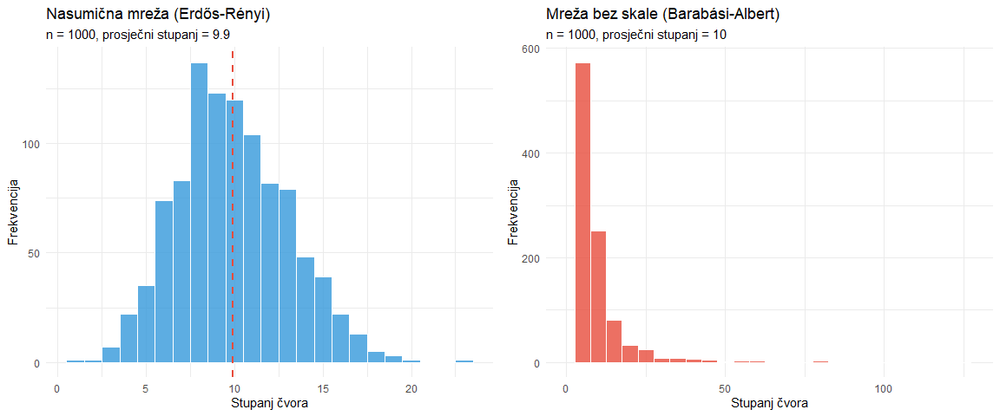 Nasumična mreža (Erdős-Rényi)
n = 1000, prosječni stupanj = 9.9
Frekvencija
100
50
0
0 5 10 15 20
Stupanj čvora
Mreža bez skale (Barabási-Albert)
n = 1000, prosječni stupanj = 10
Frekvencija
600
400
200
0
0 50 100
Stupanj čvora